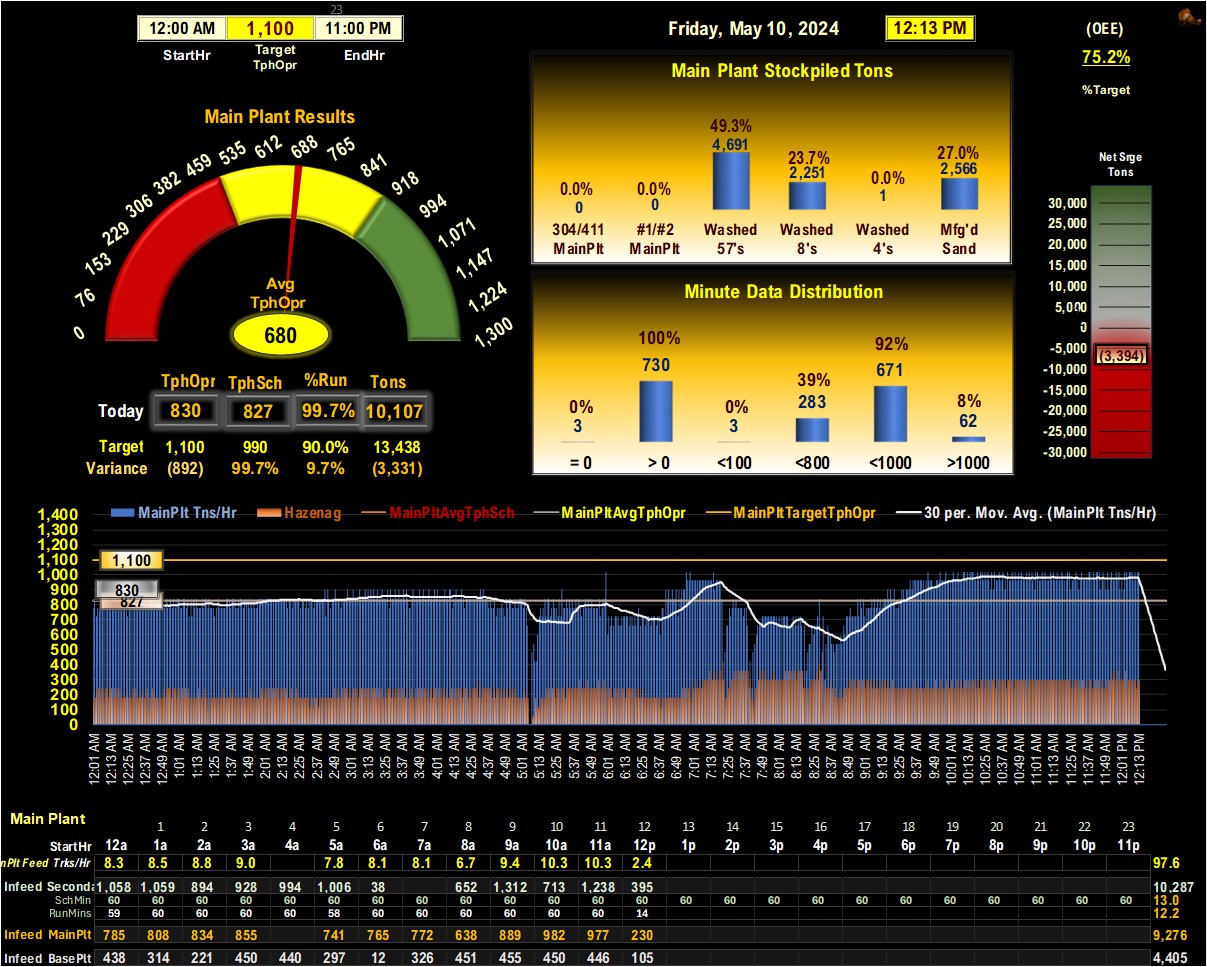 23
12:00 AM 1,100 11:00 PM
StartHr Target TphOpr EndHr
Friday, May 10, 2024 12:13 PM
(OEE)
75.2%
%Target
Main Plant Results
0 76 153 229 306 382 459 535 612 688 765 841 918 994 1,071 1,147 1,224 1,300
Avg
TphOpr
680
TphOpr TphSch %Run Tons
Today 830 827 99.7% 10,107
Target 1,100 990 90.0% 13,438
Variance (892) 99.7% 9.7% (3,331)
Main Plant Stockpiled Tons
0.0% 0.0% 49.3% 23.7% 0.0% 27.0%
0 0 4,691 2,251 1 2,566
304/411 #1/#2 Washed Washed Washed Mfg'd
MainPlt MainPlt 57's 8's 4's Sand
Minute Data Distribution
0% 100% 0% 39% 92% 8%
3 730 3 283 671 62
= 0 > 0 <100 <800 <1000 >1000
Net Srge
Tons
30,000
25,000
20,000
15,000
10,000
5,000
0
-5,000
(3,394)
-10,000
-15,000
-20,000
-25,000
-30,000
MainPlt Tns/Hr Hazenag MainPltAvgTphSch MainPltAvgTphOpr MainPltTargetTphOpr 30 per. Mov. Avg. (MainPlt Tns/Hr)
1,400
1,300
1,200
1,100
1,000
900
800
700
600
500
400
300
200
100
0
1,100
830
827
12:01 AM 12:13 AM 12:25 AM 12:37 AM 12:49 AM 1:01 AM 1:13 AM 1:25 AM 1:37 AM 1:49 AM 2:01 AM 2:13 AM 2:25 AM 2:37 AM 2:49 AM 3:01 AM 3:13 AM 3:25 AM 3:37 AM 3:49 AM 4:01 AM 4:13 AM 4:25 AM 4:37 AM 4:49 AM 5:01 AM 5:13 AM 5:25 AM 5:37 AM 5:49 AM 6:01 AM 6:13 AM 6:25 AM 6:37 AM 6:49 AM 7:01 AM 7:13 AM 7:25 AM 7:37 AM 7:49 AM 8:01 AM 8:13 AM 8:25 AM 8:37 AM 8:49 AM 9:01 AM 9:13 AM 9:25 AM 9:37 AM 9:49 AM 10:01 AM 10:13 AM 10:25 AM 10:37 AM 10:49 AM 11:01 AM 11:13 AM 11:25 AM 11:37 AM 11:49 AM 12:01 PM 12:13 PM
Main Plant
1 2 3 4 5 6 7 8 9 10 11 12 13 14 15 16 17 18 19 20 21 22 23
StartHr 12a 1a 2a 3a 4a 5a 6a 7a 8a 9a 10a 11a 12p 1p 2p 3p 4p 5p 6p 7p 8p 9p 10p 11p
nPlt Feed Trks/Hr 8.3 8.5 8.8 9.0 7.8 8.1 8.1 6.7 9.4 10.3 10.3 2.4 97.6
Infeed Seconda 1,058 1,059 894 928 994 1,006 38 652 1,312 713 1,238 395 10,287
SchMin 60 60 60 60 60 60 60 60 60 60 60 60 60 60 60 60 60 60 60 60 60 60 60 60 13.0
RunMins 59 60 60 60 60 58 60 60 60 60 60 60 14 12.2
Infeed MainPlt 785 808 834 855 741 765 772 638 889 982 977 230 9,276
Infeed BasePlt 438 314 221 450 440 297 12 326 451 455 450 446 105 4,405